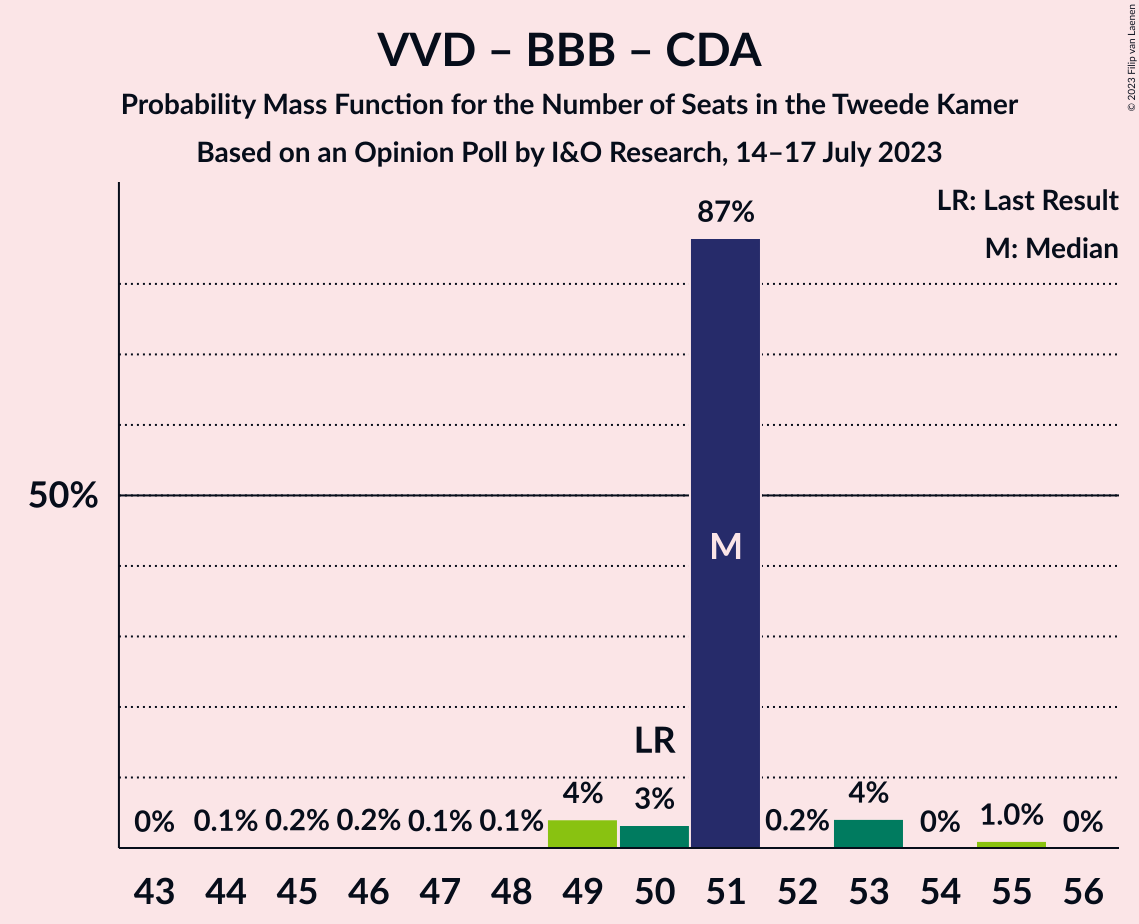 VVD – BBB – CDA
Probability Mass Function for the Number of Seats in the Tweede Kamer
Based on an Opinion Poll by I&O Research, 14–17 July 2023
© 2023 Filip van Laenen
LR: Last Result
M: Median
87%
50%
M
LR
0% 0.1% 0.2% 0.2% 0.1% 0.1% 4% 3% 0.2% 4% 0% 1.0% 0%
43 44 45 46 47 48 49 50 51 52 53 54 55 56